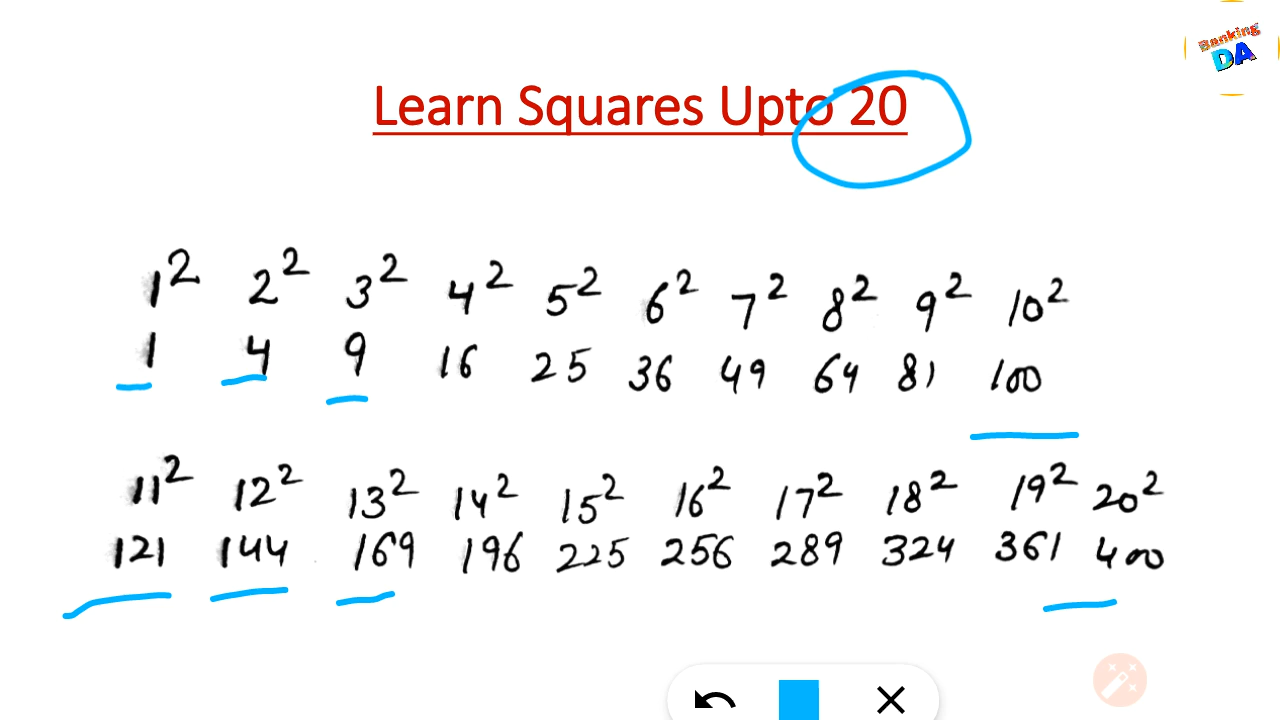 Banking
DA
Learn Squares Upto 20
1² 2² 3² 4² 5² 6² 7² 8² 9² 10²
1 4 9 16 25 36 49 64 81 100
11² 12² 13² 14² 15² 16² 17² 18² 19² 20²
121 144 169 196 225 256 289 324 361 400